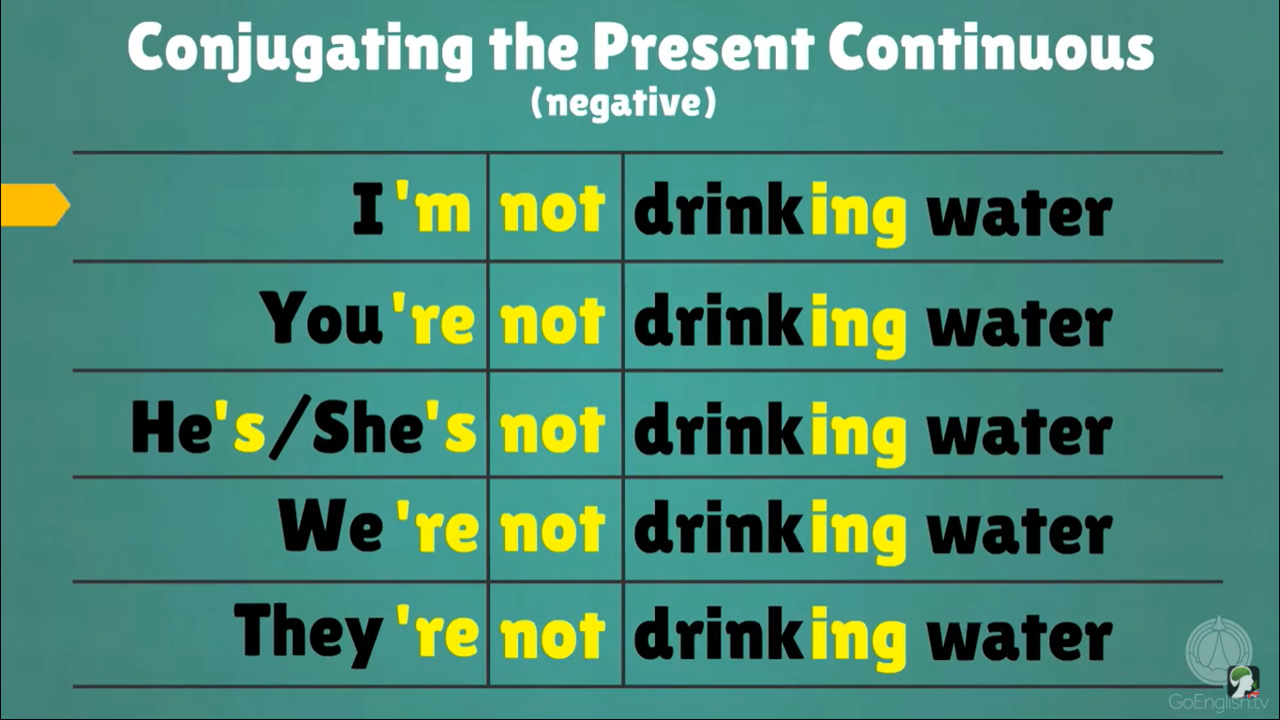 Conjugating the Present Continuous
(negative)
I'm not drinking water
You're not drinking water
He's/She's not drinking water
We're not drinking water
They're not drinking water
GoEnglish.tv